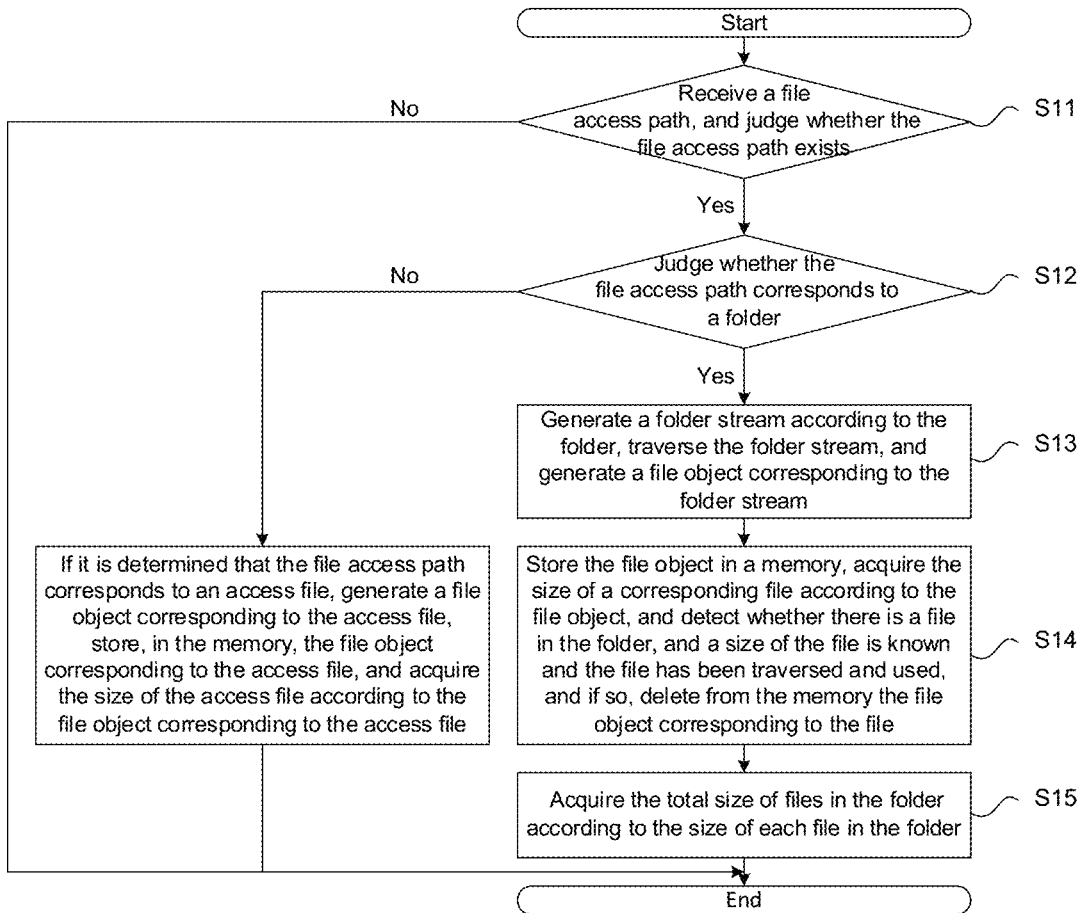 Start
Receive a file
access path, and judge whether the
file access path exists
No
S11
Yes
Judge whether the
file access path corresponds to
a folder
No
S12
Yes
Generate a folder stream according to the
folder, traverse the folder stream, and
generate a file object corresponding to the
folder stream
S13
If it is determined that the file access path
corresponds to an access file, generate a file
object corresponding to the access file,
store, in the memory, the file object
corresponding to the access file, and acquire
the size of the access file according to the
file object corresponding to the access file
Store the file object in a memory, acquire the
size of a corresponding file according to the
file object, and detect whether there is a file
in the folder, and a size of the file is known
and the file has been traversed and used,
and if so, delete from the memory the file
object corresponding to the file
S14
Acquire the total size of files in the folder
according to the size of each file in the folder
S15
End